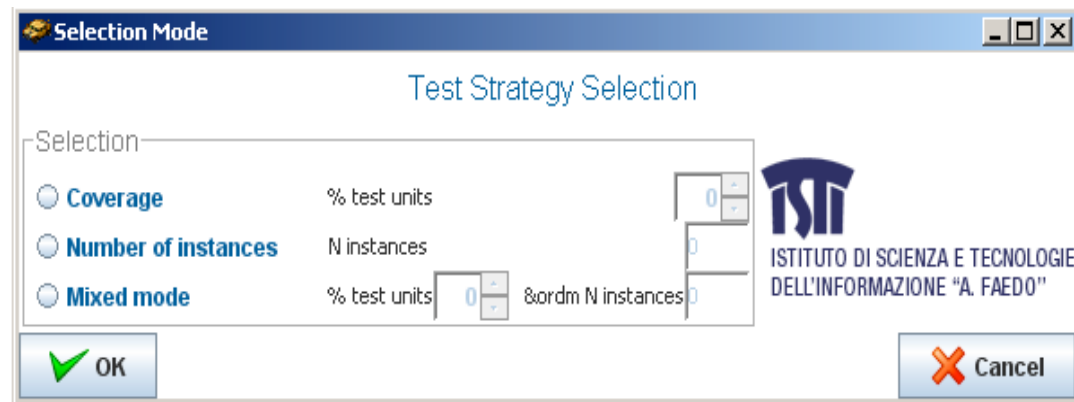 Selection Mode
Test Strategy Selection
Selection
Coverage % test units 0
Number of instances N instances 0
Mixed mode % test units 0 &ordm N instances 0
ISTI
ISTITUTO DI SCIENZA E TECNOLOGIE
DELL'INFORMAZIONE "A. FAEDO"
OK Cancel